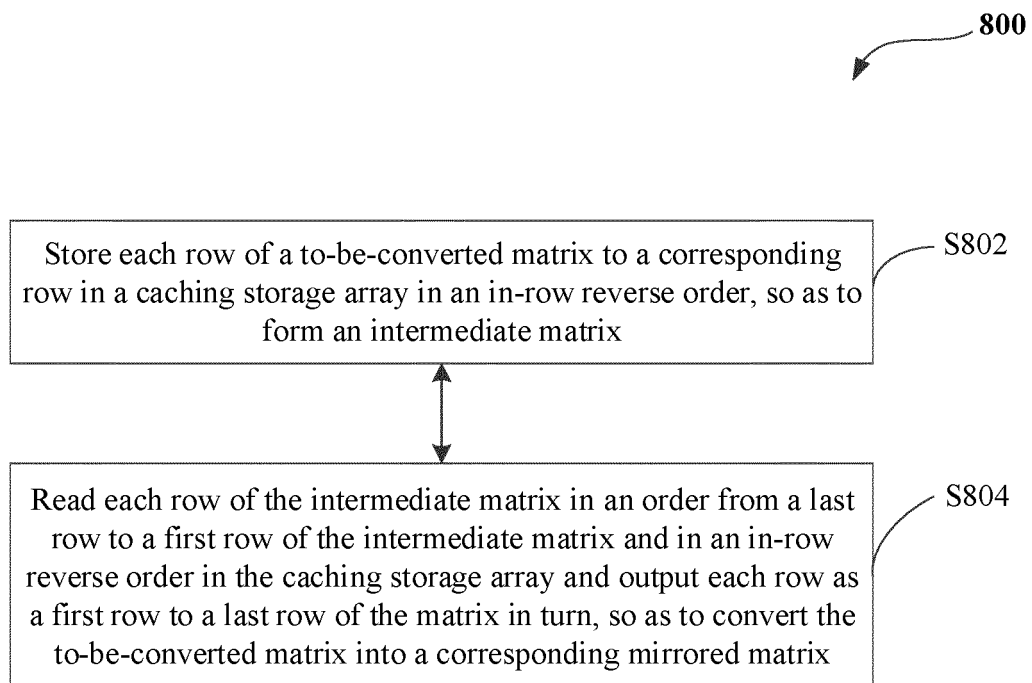 800
Store each row of a to-be-converted matrix to a corresponding
row in a caching storage array in an in-row reverse order, so as to
form an intermediate matrix
S802
Read each row of the intermediate matrix in an order from a last
row to a first row of the intermediate matrix and in an in-row
reverse order in the caching storage array and output each row as
a first row to a last row of the matrix in turn, so as to convert the
to-be-converted matrix into a corresponding mirrored matrix
S804